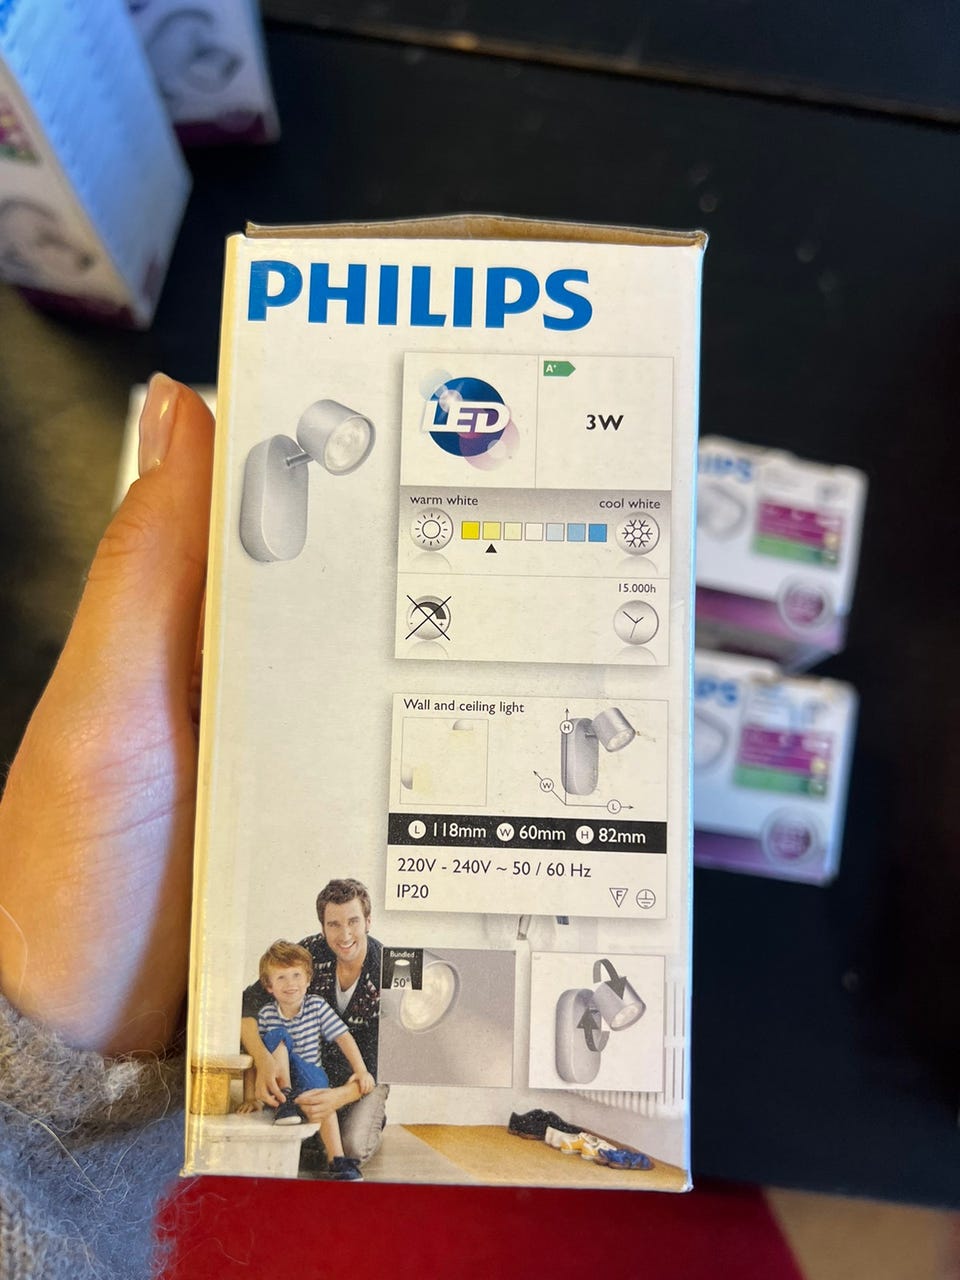 PHILIPS
LED
A+
3W
warm white
cool white
15.000h
Wall and ceiling light
H
W
L
L 118mm W 60mm H 82mm
220V - 240V ~ 50 / 60 Hz
IP20
F
Bundled
50°